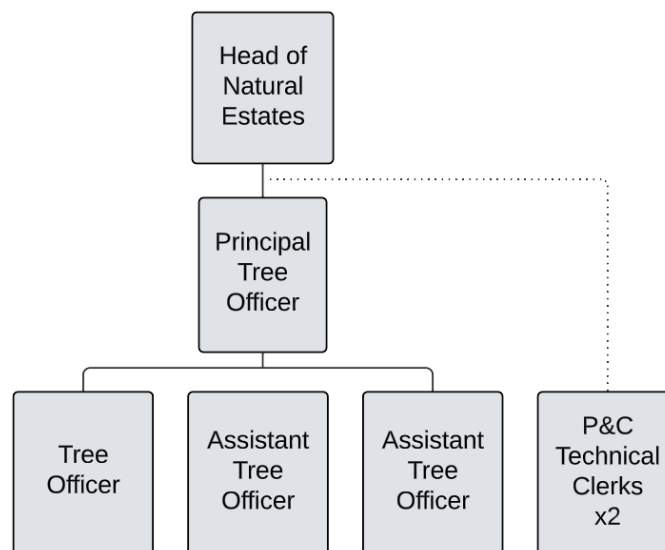 Head of
Natural
Estates
Principal
Tree
Officer
Tree
Officer
Assistant
Tree
Officer
Assistant
Tree
Officer
P&C
Technical
Clerks
x2